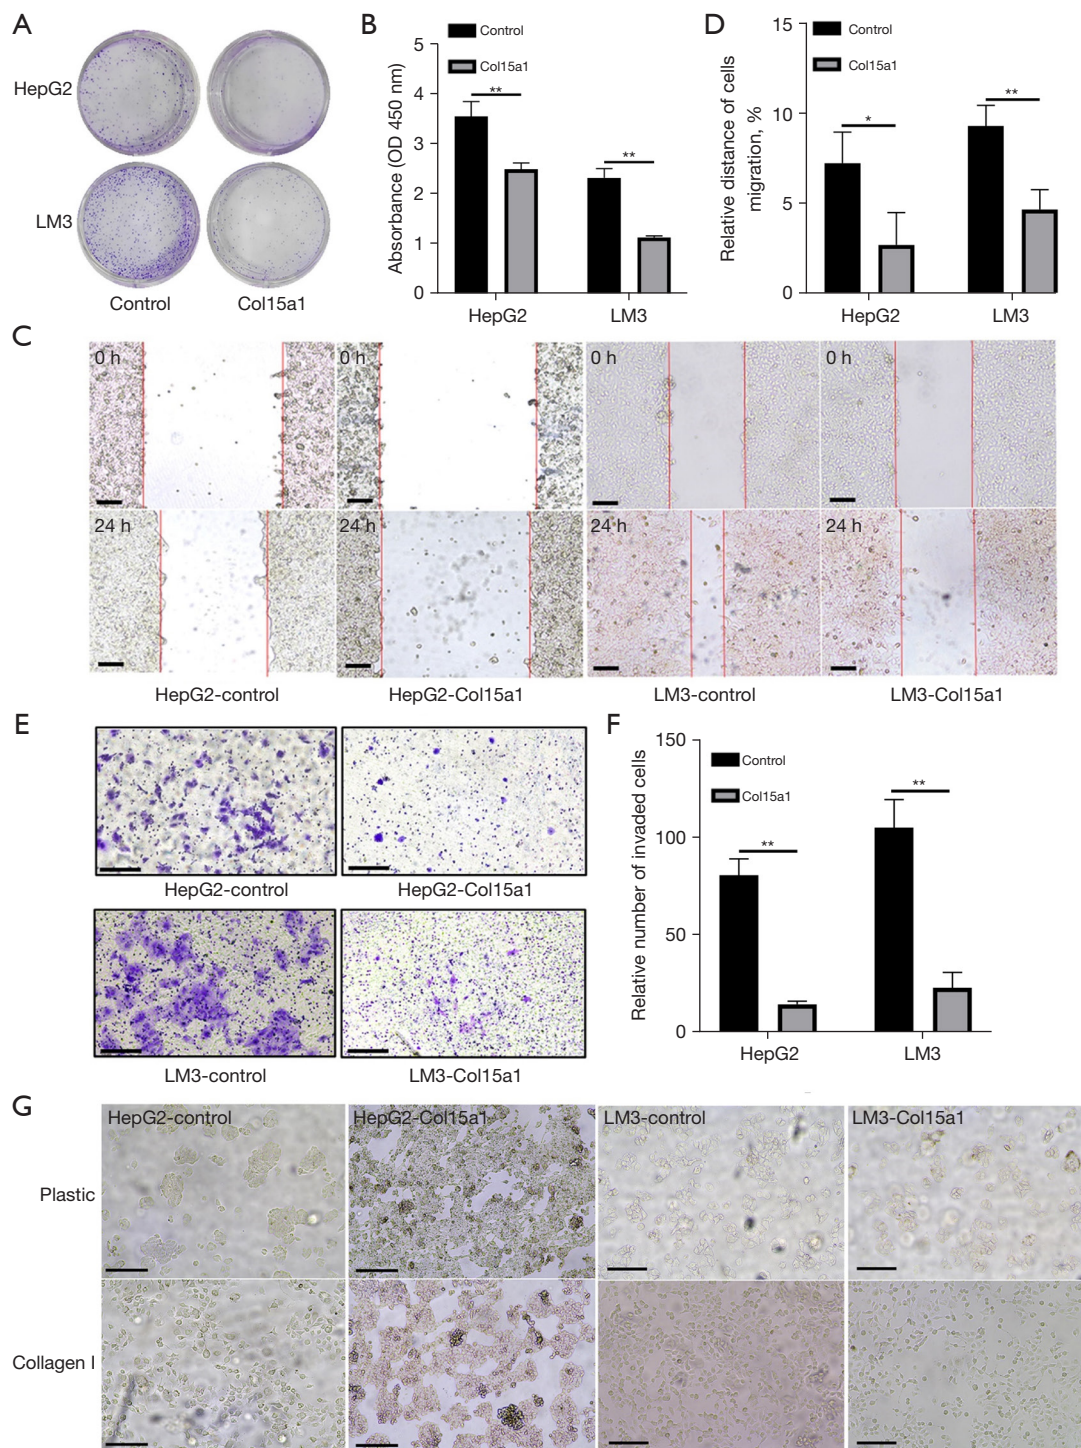 A
HepG2
LM3
Control
Col15a1
B
Control
Col15a1
Absorbance (OD 450 nm)
5
4
3
2
1
0
**
**
HepG2
LM3
D
Control
Col15a1
Relative distance of cells
migration, %
15
10
5
0
*
**
HepG2
LM3
C
0 h
0 h
0 h
0 h
24 h
24 h
24 h
24 h
HepG2-control
HepG2-Col15a1
LM3-control
LM3-Col15a1
E
HepG2-control
HepG2-Col15a1
LM3-control
LM3-Col15a1
F
Control
Col15a1
Relative number of invaded cells
150
100
50
0
**
**
HepG2
LM3
G
HepG2-control
HepG2-Col15a1
LM3-control
LM3-Col15a1
Plastic
Collagen I